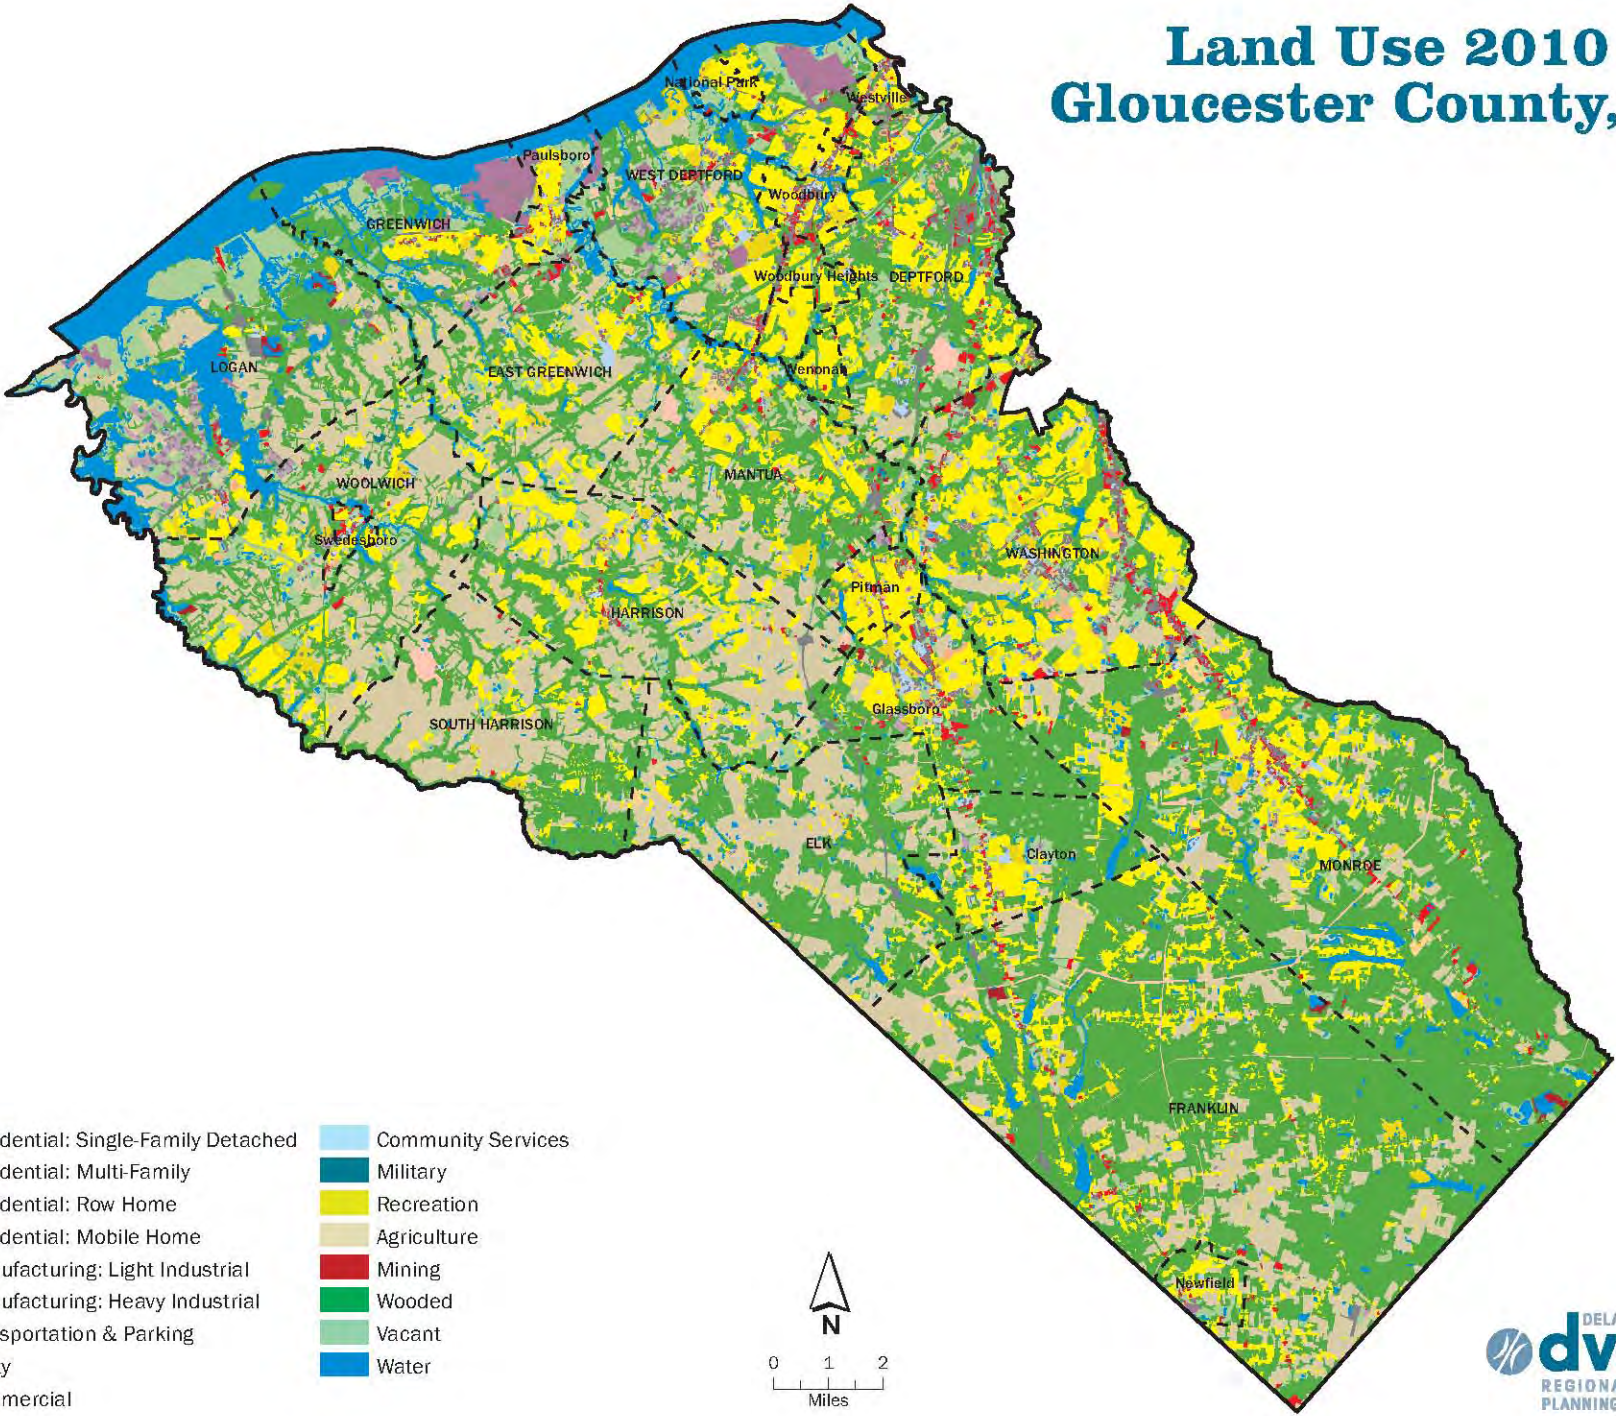 Land Use 2010
Gloucester County,
National Park
Westville
Paulsboro
WEST DEPTFORD
Woodbury
GREENWICH
Woodbury Heights
DEPTFORD
LOGAN
EAST GREENWICH
Wenonah
MANTUA
WOOLWICH
Swedesboro
WASHINGTON
Pitman
HARRISON
Glassboro
SOUTH HARRISON
ELK
Clayton
MONROE
FRANKLIN
Newfield
dential: Single-Family Detached
dential: Multi-Family
dential: Row Home
dential: Mobile Home
ufacturing: Light Industrial
ufacturing: Heavy Industrial
sportation & Parking
y
mercial
Community Services
Military
Recreation
Agriculture
Mining
Wooded
Vacant
Water
N
0 1 2
Miles
DELA
dv
REGIONA
PLANNING